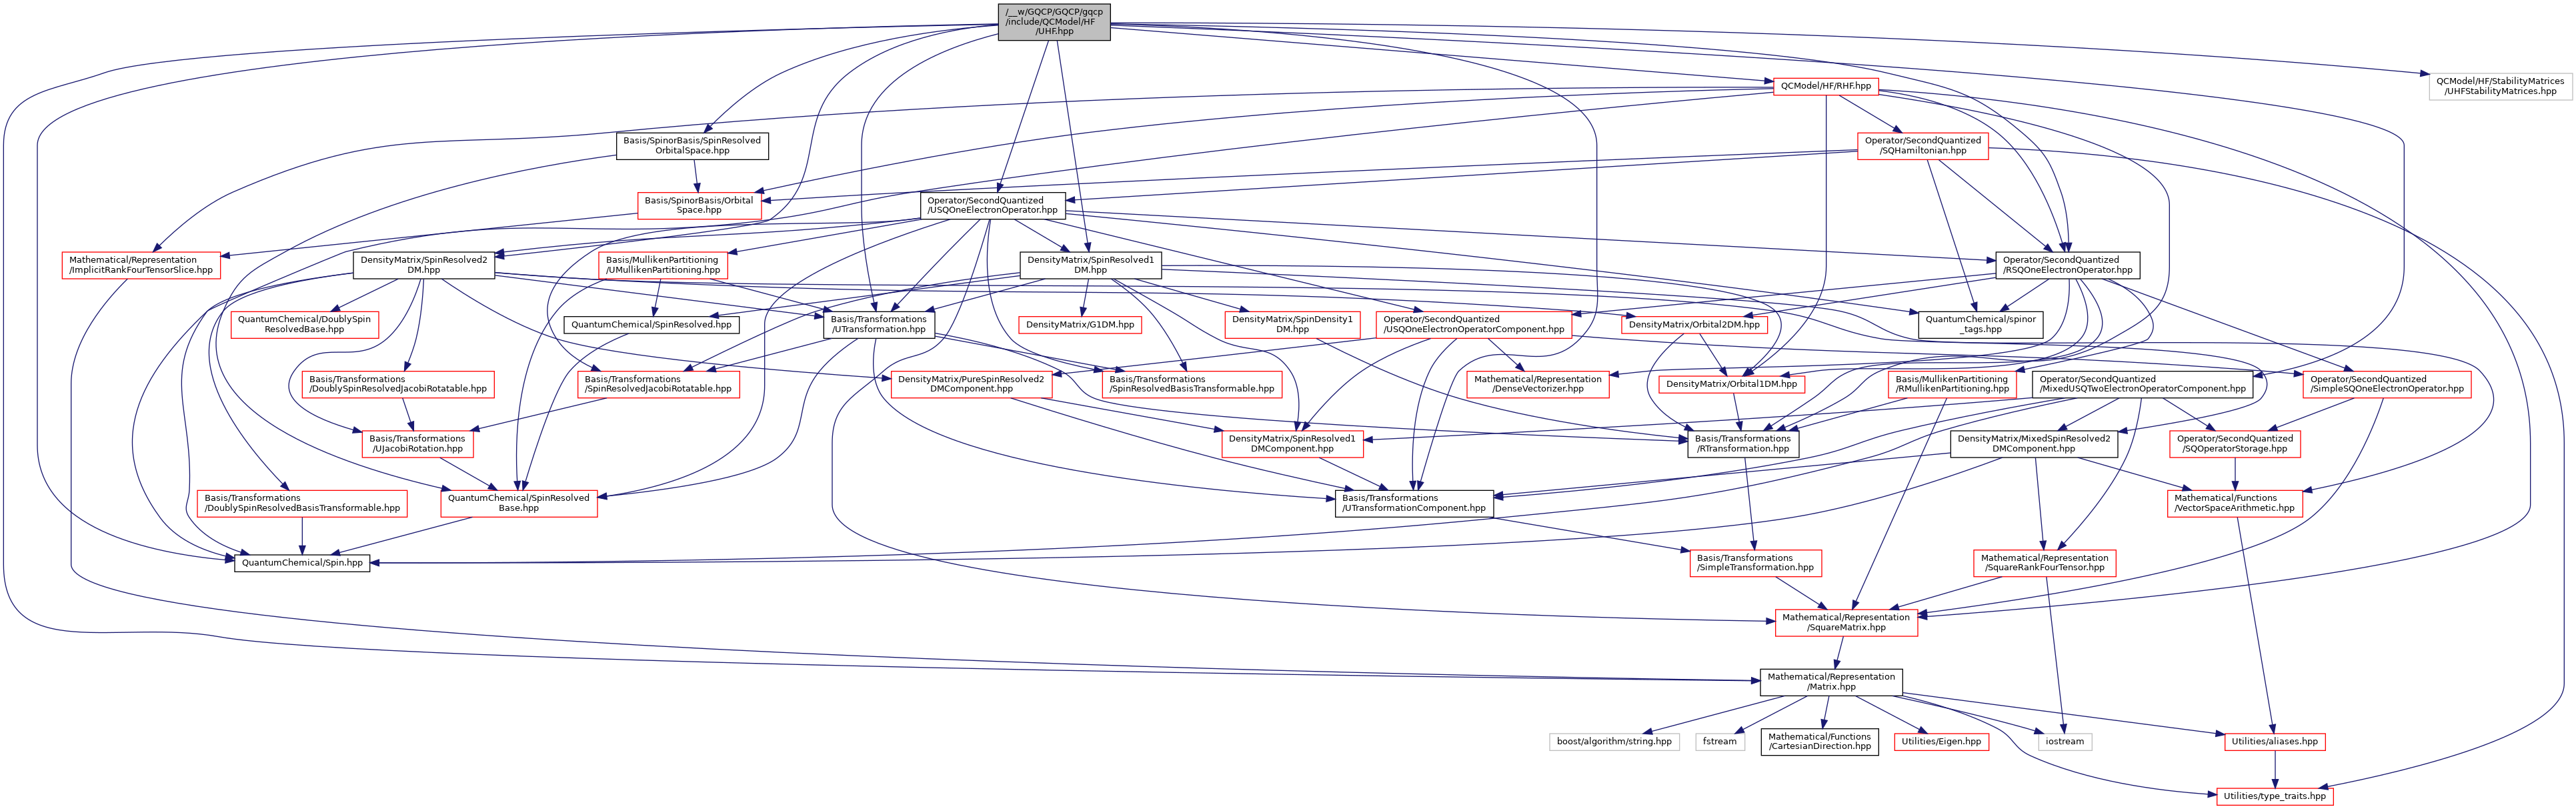 /__w/GQCP/GQCP/gqcp
/include/QCModel/HF
/UHF.hpp
QCModel/HF/RHF.hpp
QCModel/HF/StabilityMatrices
/UHFStabilityMatrices.hpp
Basis/SpinorBasis/SpinResolved
OrbitalSpace.hpp
Operator/SecondQuantized
/SQHamiltonian.hpp
Basis/SpinorBasis/Orbital
Space.hpp
Operator/SecondQuantized
/USQOneElectronOperator.hpp
Mathematical/Representation
/ImplicitRankFourTensorSlice.hpp
DensityMatrix/SpinResolved2
DM.hpp
Basis/MullikenPartitioning
/UMullikenPartitioning.hpp
DensityMatrix/SpinResolved1
DM.hpp
Operator/SecondQuantized
/RSQOneElectronOperator.hpp
QuantumChemical/DoublySpin
ResolvedBase.hpp
QuantumChemical/SpinResolved.hpp
Basis/Transformations
/UTransformation.hpp
DensityMatrix/G1DM.hpp
DensityMatrix/SpinDensity1
DM.hpp
Operator/SecondQuantized
/USQOneElectronOperatorComponent.hpp
DensityMatrix/Orbital2DM.hpp
QuantumChemical/spinor
_tags.hpp
Basis/Transformations
/DoublySpinResolvedJacobiRotatable.hpp
Basis/Transformations
/SpinResolvedJacobiRotatable.hpp
DensityMatrix/PureSpinResolved2
DMComponent.hpp
Basis/Transformations
/SpinResolvedBasisTransformable.hpp
Mathematical/Representation
/DenseVectorizer.hpp
DensityMatrix/Orbital1DM.hpp
Basis/MullikenPartitioning
/RMullikenPartitioning.hpp
Operator/SecondQuantized
/MixedUSQTwoElectronOperatorComponent.hpp
Operator/SecondQuantized
/SimpleSQOneElectronOperator.hpp
Basis/Transformations
/UJacobiRotation.hpp
DensityMatrix/SpinResolved1
DMComponent.hpp
Basis/Transformations
/RTransformation.hpp
DensityMatrix/MixedSpinResolved2
DMComponent.hpp
Operator/SecondQuantized
/SQOperatorStorage.hpp
Basis/Transformations
/DoublySpinResolvedBasisTransformable.hpp
QuantumChemical/SpinResolved
Base.hpp
Basis/Transformations
/UTransformationComponent.hpp
Mathematical/Functions
/VectorSpaceArithmetic.hpp
QuantumChemical/Spin.hpp
Basis/Transformations
/SimpleTransformation.hpp
Mathematical/Representation
/SquareRankFourTensor.hpp
Mathematical/Representation
/SquareMatrix.hpp
Mathematical/Representation
/Matrix.hpp
boost/algorithm/string.hpp
fstream
Mathematical/Functions
/CartesianDirection.hpp
Utilities/Eigen.hpp
iostream
Utilities/aliases.hpp
Utilities/type_traits.hpp